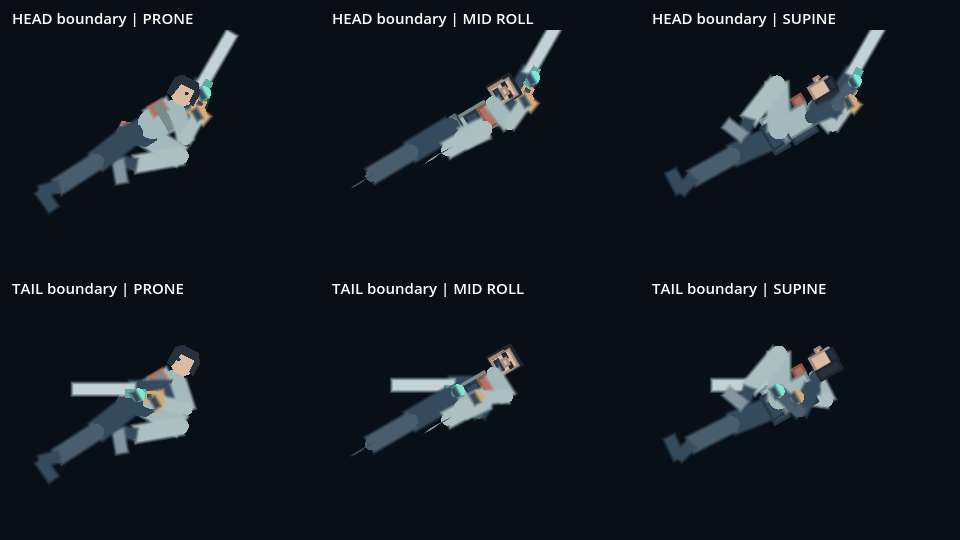 HEAD boundary | PRONE
HEAD boundary | MID ROLL
HEAD boundary | SUPINE
TAIL boundary | PRONE
TAIL boundary | MID ROLL
TAIL boundary | SUPINE